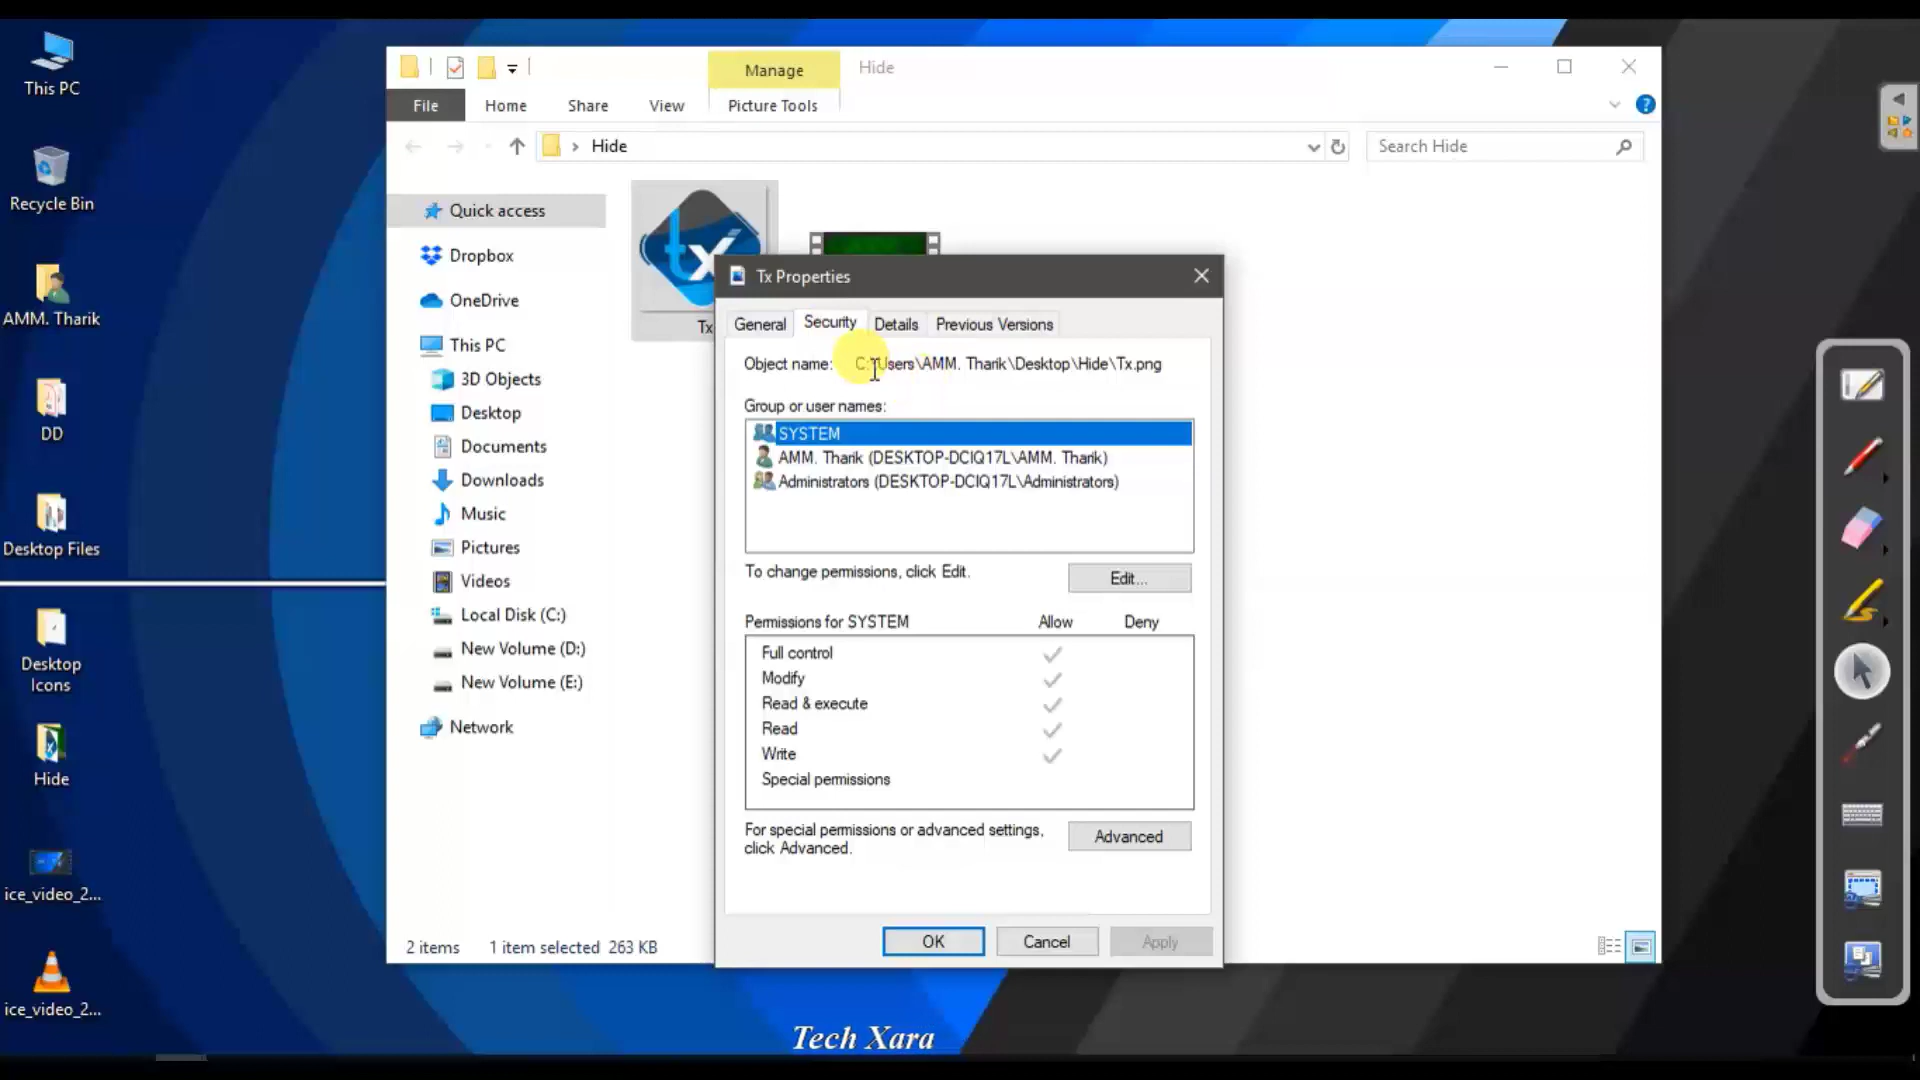 This PC
Recycle Bin
AMM. Tharik
DD
Desktop Files
Desktop
Icons
Hide
ice_video_2...
ice_video_2...
Manage
Hide
File
Home
Share
View
Picture Tools
Hide
Search Hide
Quick access
Dropbox
OneDrive
This PC
3D Objects
Desktop
Documents
Downloads
Music
Pictures
Videos
Local Disk (C:)
New Volume (D:)
New Volume (E:)
Network
tx
Tx
2 items
1 item selected 263 KB
Tx Properties
General
Security
Details
Previous Versions
Object name: C:\Users\AMM. Tharik\Desktop\Hide\Tx.png
Group or user names:
SYSTEM
AMM. Tharik (DESKTOP-DCIQ17L\AMM. Tharik)
Administrators (DESKTOP-DCIQ17L\Administrators)
To change permissions, click Edit.
Edit...
Permissions for SYSTEM
Allow
Deny
Full control
Modify
Read & execute
Read
Write
Special permissions
For special permissions or advanced settings,
click Advanced.
Advanced
OK
Cancel
Apply
Tech Xara